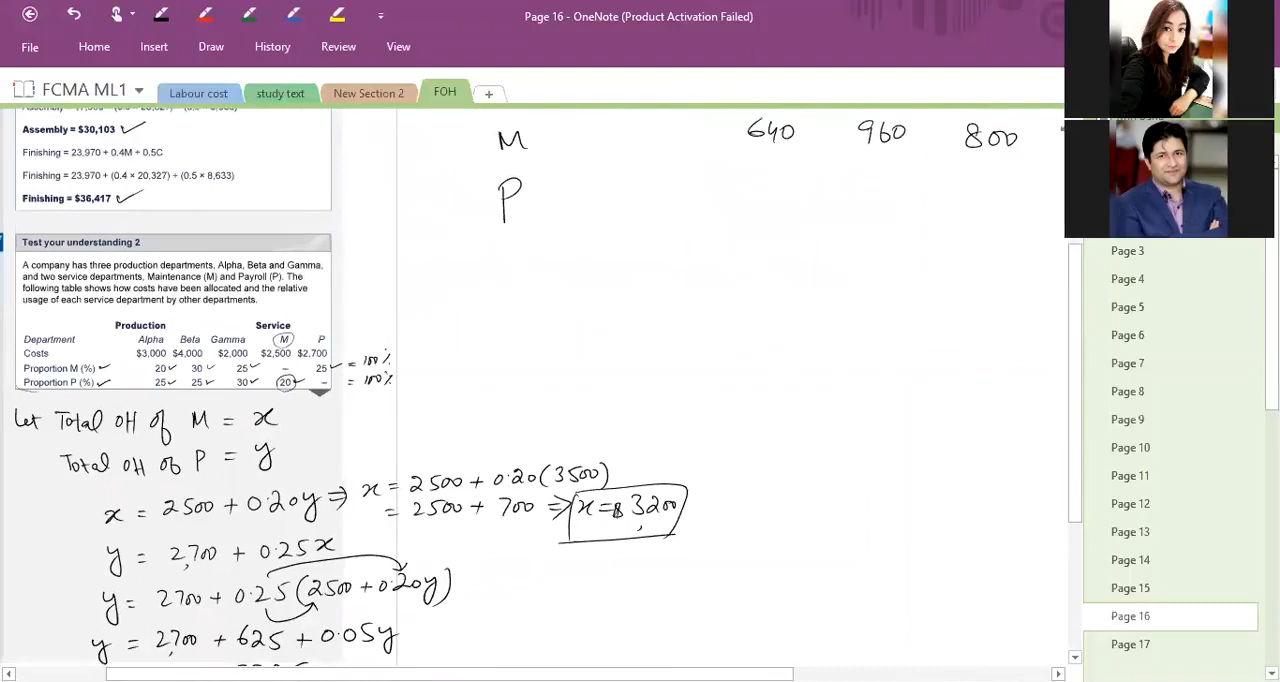 Page 16 - OneNote (Product Activation Failed)
File Home Insert Draw History Review View
FCMA ML1 Labour cost study text New Section 2 FOH
Assembly = $30,103
Finishing = 23,970 + 0.4M + 0.5C
Finishing = 23,970 + (0.4 × 20,327) + (0.5 × 8,633)
Finishing = $36,417
Test your understanding 2
A company has three production departments, Alpha, Beta and Gamma,
and two service departments, Maintenance (M) and Payroll (P). The
following table shows how costs have been allocated and the relative
usage of each service department by other departments.
Production Service
Department Alpha Beta Gamma M P
Costs $3,000 $4,000 $2,000 $2,500 $2,700
Proportion M (%) 20 30 25 – 25 = 100%
Proportion P (%) 25 25 30 20 – = 100%
Let Total OH of M = x
Total OH of P = y
x = 2500 + 0.20y ⇒
y = 2,700 + 0.25x
y = 2700 + 0.25(2500 + 0.20y)
y = 2,700 + 625 + 0.05y
M 640 960 800
P
x = 2500 + 0.20(3500)
= 2500 + 700 ⇒ x = $3,200
Page 3
Page 4
Page 5
Page 6
Page 7
Page 8
Page 9
Page 10
Page 11
Page 12
Page 13
Page 14
Page 15
Page 16
Page 17